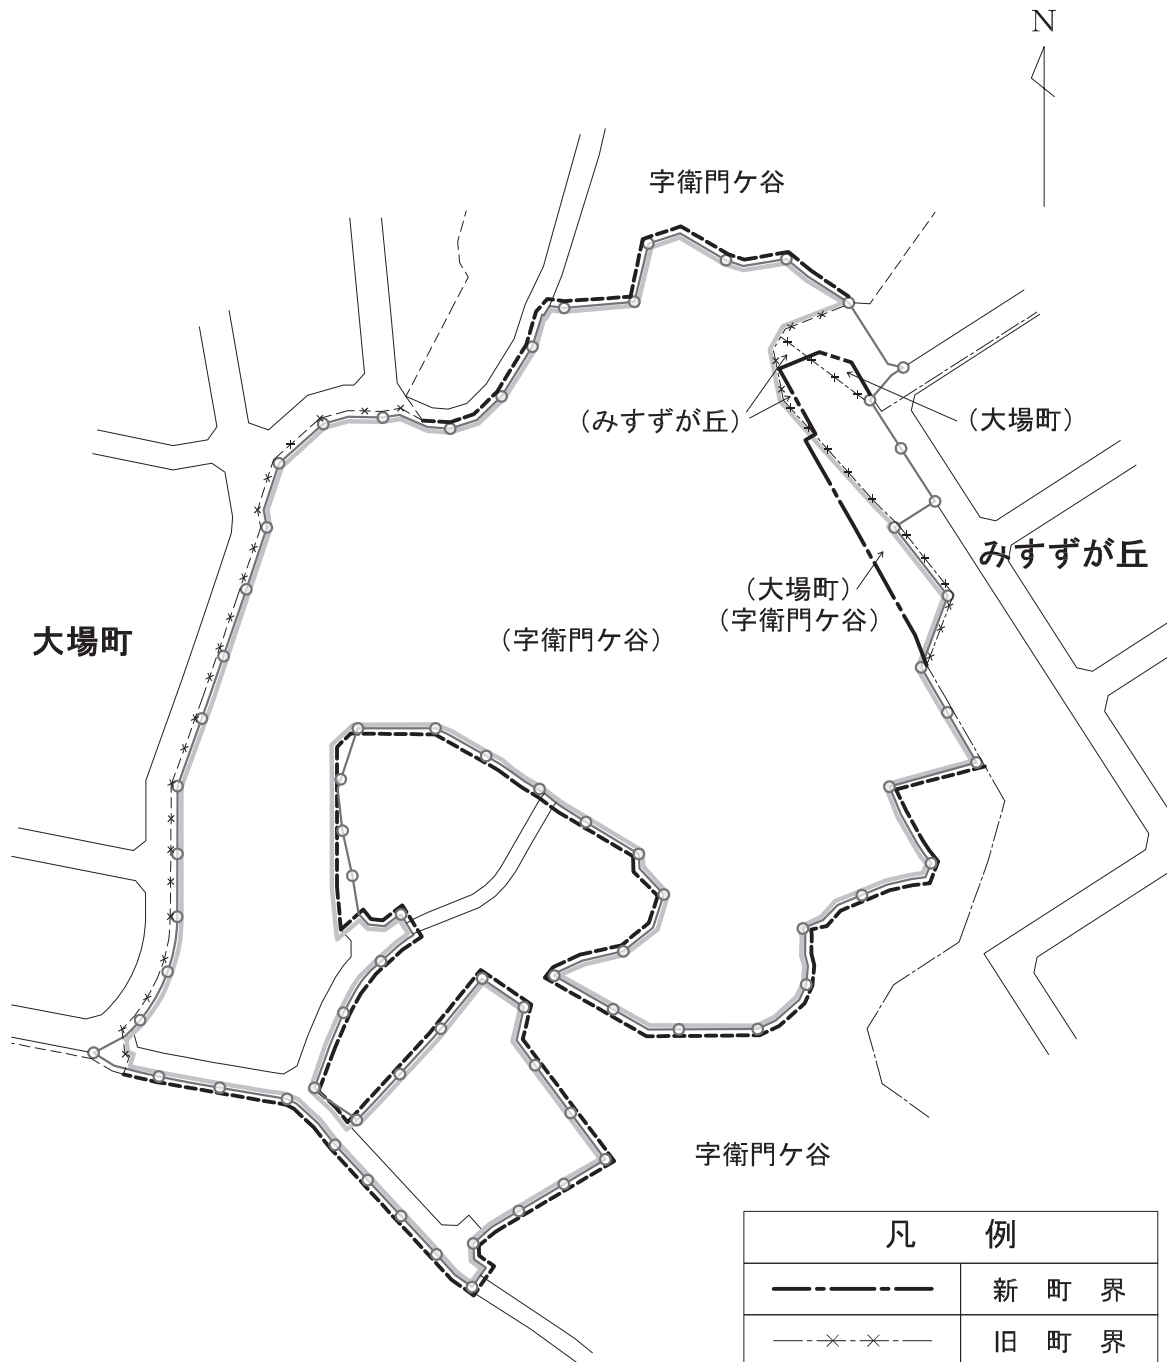 N
字衛門ケ谷
(みすずが丘)
(大場町)
みすずが丘
(大場町)
(字衛門ケ谷)
(字衛門ケ谷)
大場町
字衛門ケ谷
凡 例
新 町 界
旧 町 界